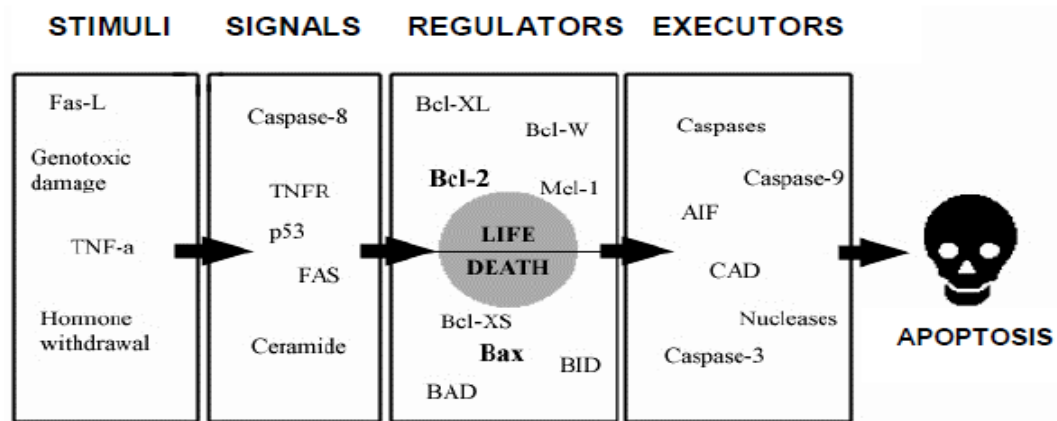 STIMULI SIGNALS REGULATORS EXECUTORS
Fas-L
Genotoxic
damage
TNF-a
Hormone
withdrawal
Caspase-8
TNFR
p53
FAS
Ceramide
Bcl-XL
Bcl-W
Bcl-2
Mcl-1
LIFE
DEATH
Bcl-XS
Bax
BID
BAD
Caspases
Caspase-9
AIF
CAD
Nucleases
Caspase-3
APOPTOSIS